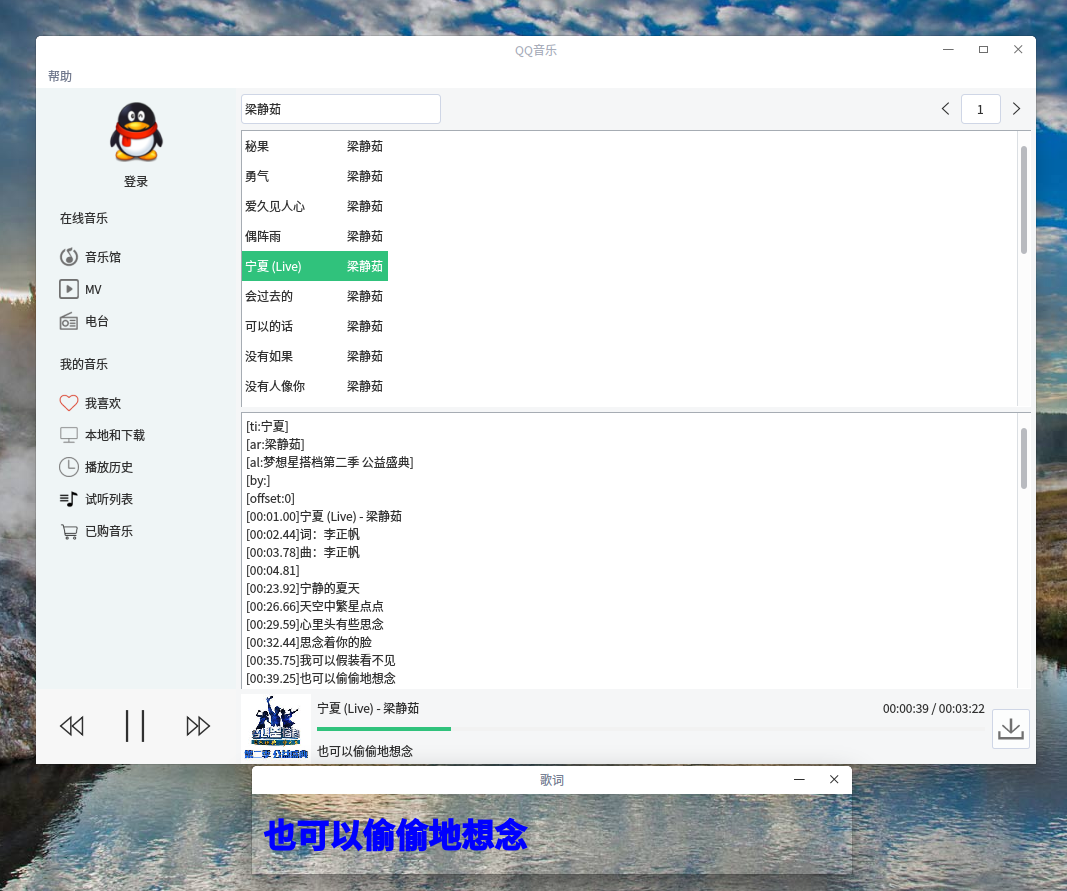 QQ音乐
帮助
登录
在线音乐
音乐馆
MV
电台
我的音乐
我喜欢
本地和下载
播放历史
试听列表
已购音乐
梁静茹
1
秘果 梁静茹
勇气 梁静茹
爱久见人心 梁静茹
偶阵雨 梁静茹
宁夏 (Live) 梁静茹
会过去的 梁静茹
可以的话 梁静茹
没有如果 梁静茹
没有人像你 梁静茹
[ti:宁夏]
[ar:梁静茹]
[al:梦想星搭档第二季 公益盛典]
[by:]
[offset:0]
[00:01.00]宁夏 (Live) - 梁静茹
[00:02.44]词：李正帆
[00:03.78]曲：李正帆
[00:04.81]
[00:23.92]宁静的夏天
[00:26.66]天空中繁星点点
[00:29.59]心里头有些思念
[00:32.44]思念着你的脸
[00:35.75]我可以假装看不见
[00:39.25]也可以偷偷地想念
第二季 公益盛典
宁夏 (Live) - 梁静茹
00:00:39 / 00:03:22
也可以偷偷地想念
歌词
也可以偷偷地想念